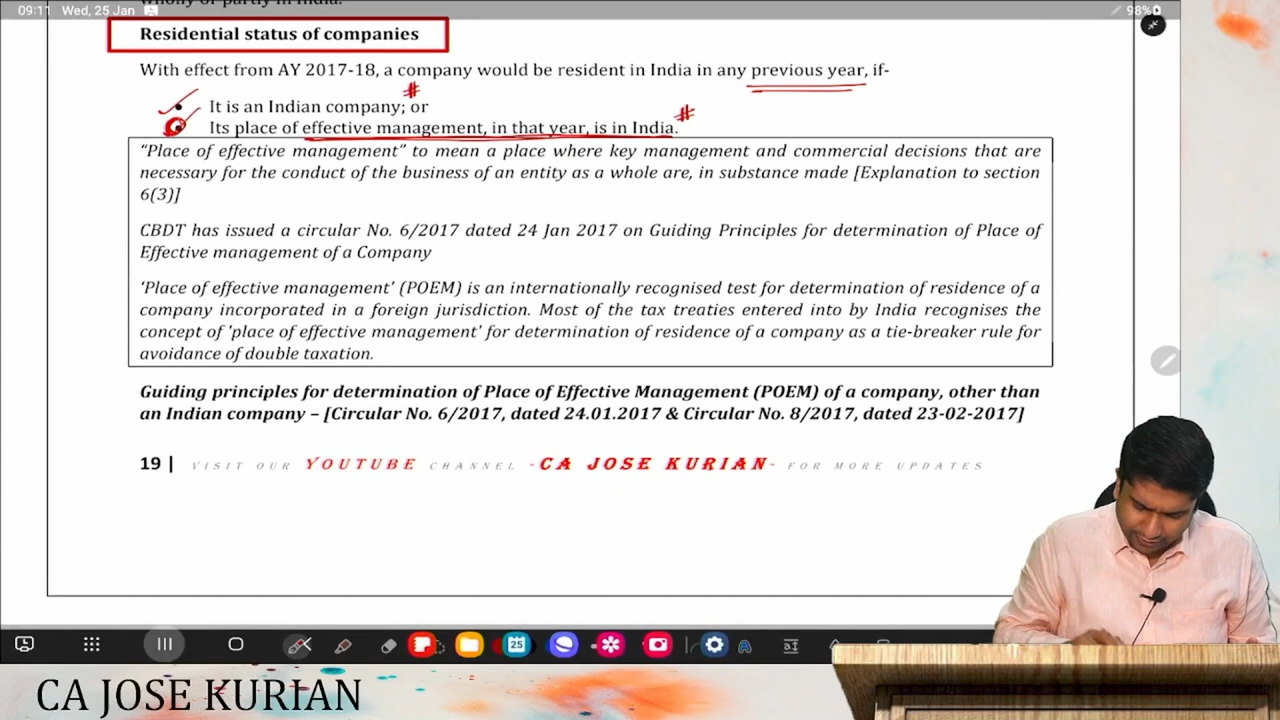 09:11 Wed, 25 Jan
98%
wholly or partly in India.
Residential status of companies
With effect from AY 2017-18, a company would be resident in India in any previous year, if-
# 
• It is an Indian company; or
#
• Its place of effective management, in that year, is in India.
“Place of effective management” to mean a place where key management and commercial decisions that are
necessary for the conduct of the business of an entity as a whole are, in substance made [Explanation to section
6(3)]
CBDT has issued a circular No. 6/2017 dated 24 Jan 2017 on Guiding Principles for determination of Place of
Effective management of a Company
‘Place of effective management’ (POEM) is an internationally recognised test for determination of residence of a
company incorporated in a foreign jurisdiction. Most of the tax treaties entered into by India recognises the
concept of ‘place of effective management’ for determination of residence of a company as a tie-breaker rule for
avoidance of double taxation.
Guiding principles for determination of Place of Effective Management (POEM) of a company, other than
an Indian company – [Circular No. 6/2017, dated 24.01.2017 & Circular No. 8/2017, dated 23-02-2017]
19 | VISIT OUR YOUTUBE CHANNEL -CA JOSE KURIAN- FOR MORE UPDATES
25
CA JOSE KURIAN